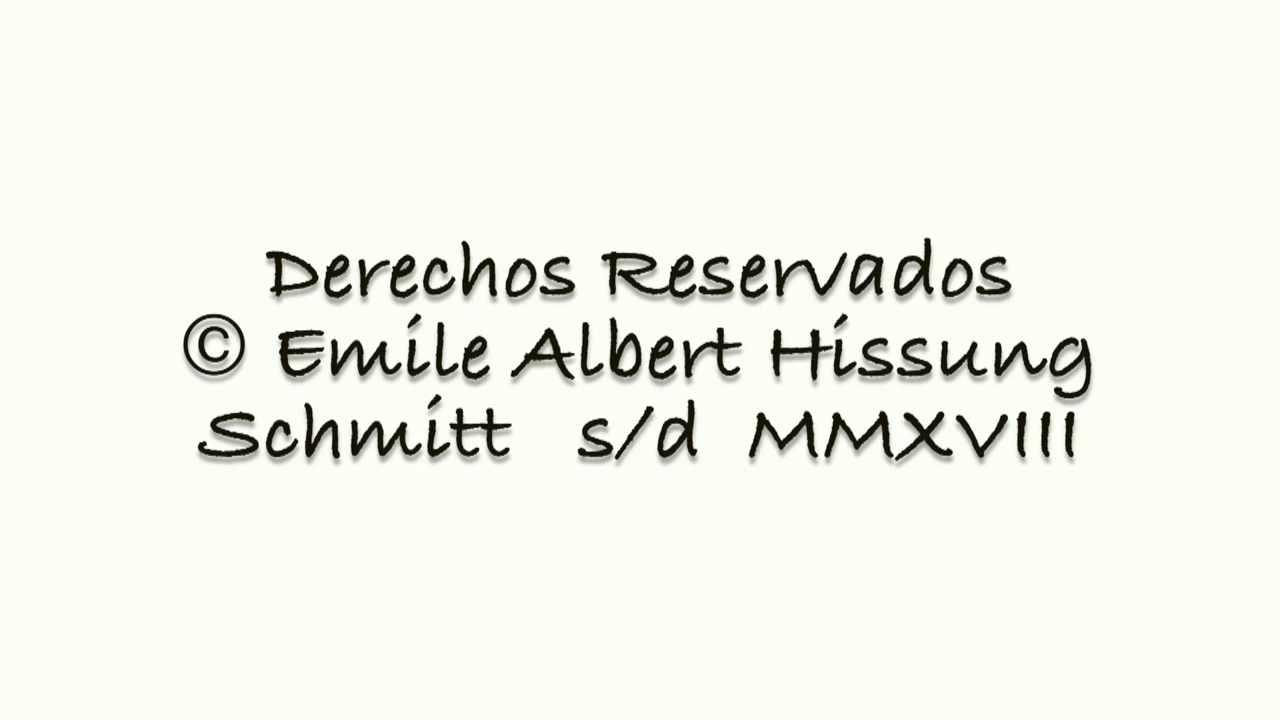 Derechos Reservados
© Emile Albert Hissung
Schmitt s/d MMXVIII